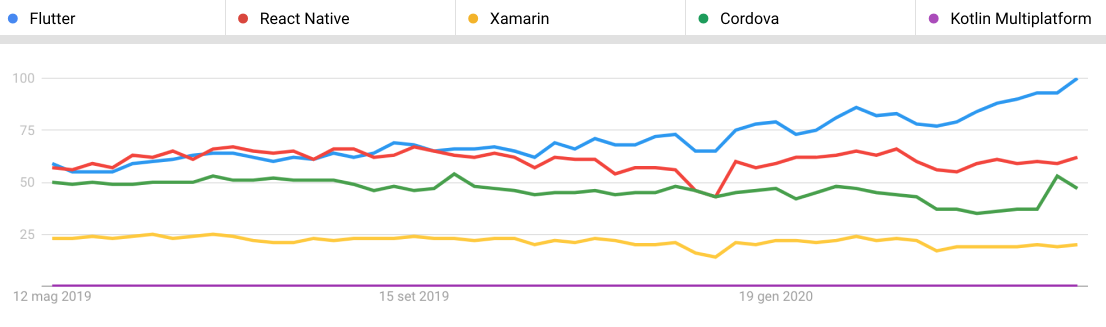 Flutter React Native Xamarin Cordova Kotlin Multiplatform
100
75
50
25
12 mag 2019 15 set 2019 19 gen 2020